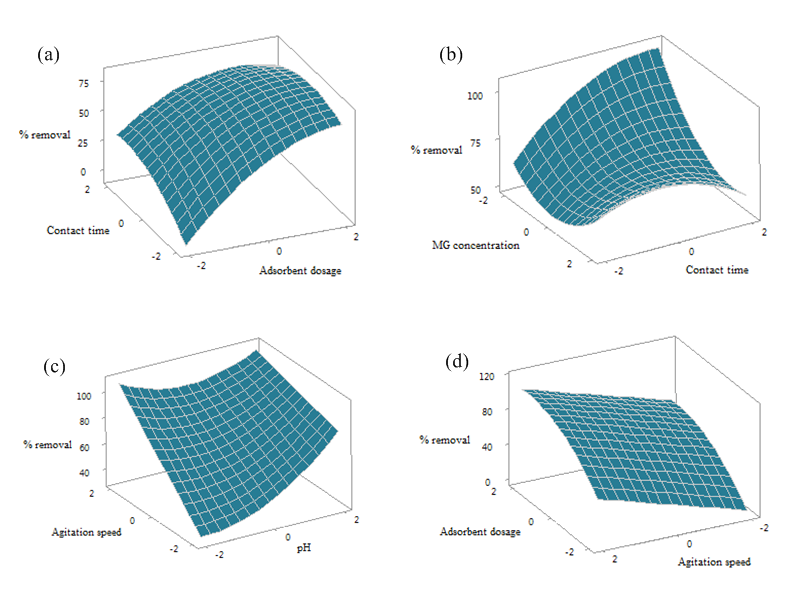 (a)
75
50
25
0
% removal
2
0
-2
Contact time
-2
0
2
Adsorbent dosage
(b)
100
75
50
% removal
-2
0
2
MG concentration
-2
0
2
Contact time
(c)
100
80
60
40
% removal
2
0
-2
Agitation speed
-2
0
2
pH
(d)
120
80
40
0
% removal
2
0
-2
Adsorbent dosage
2
0
-2
Agitation speed